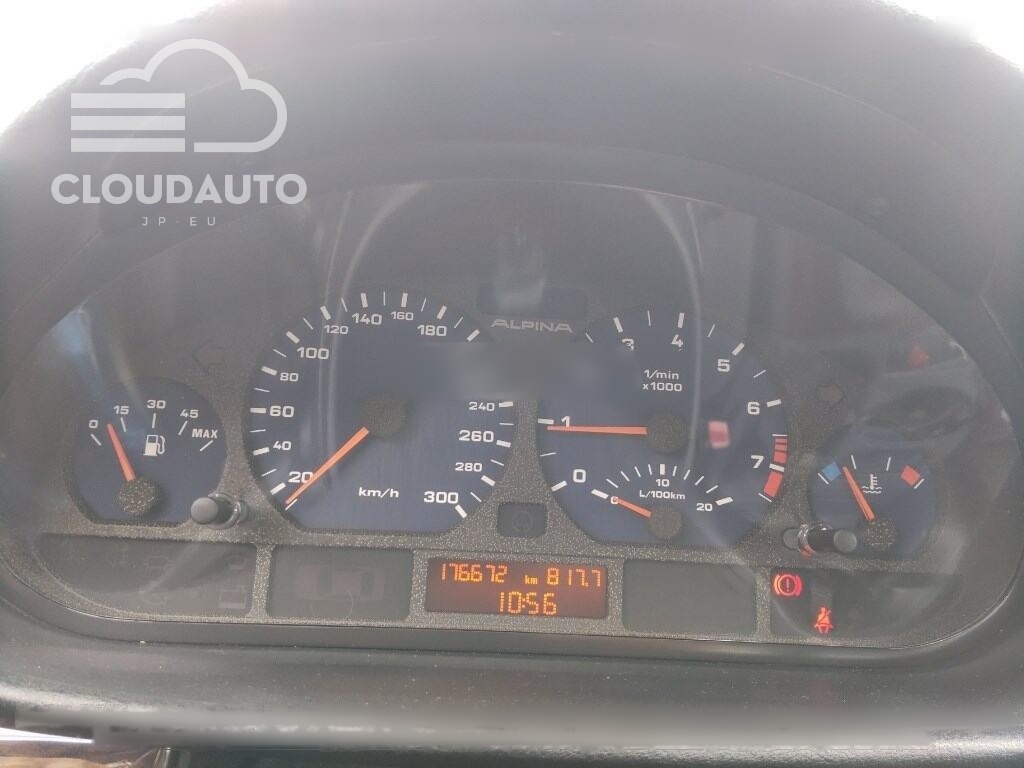 CLOUDAUTO
JP-EU
ALPINA
20 40 60 80 100 120 140 160 180 240 260 280 300
km/h
0 1 3 4 5 6 7
1/min
x1000
0 10 20
L/100km
0 15 30 45 MAX
176672 km 817.7
10:56